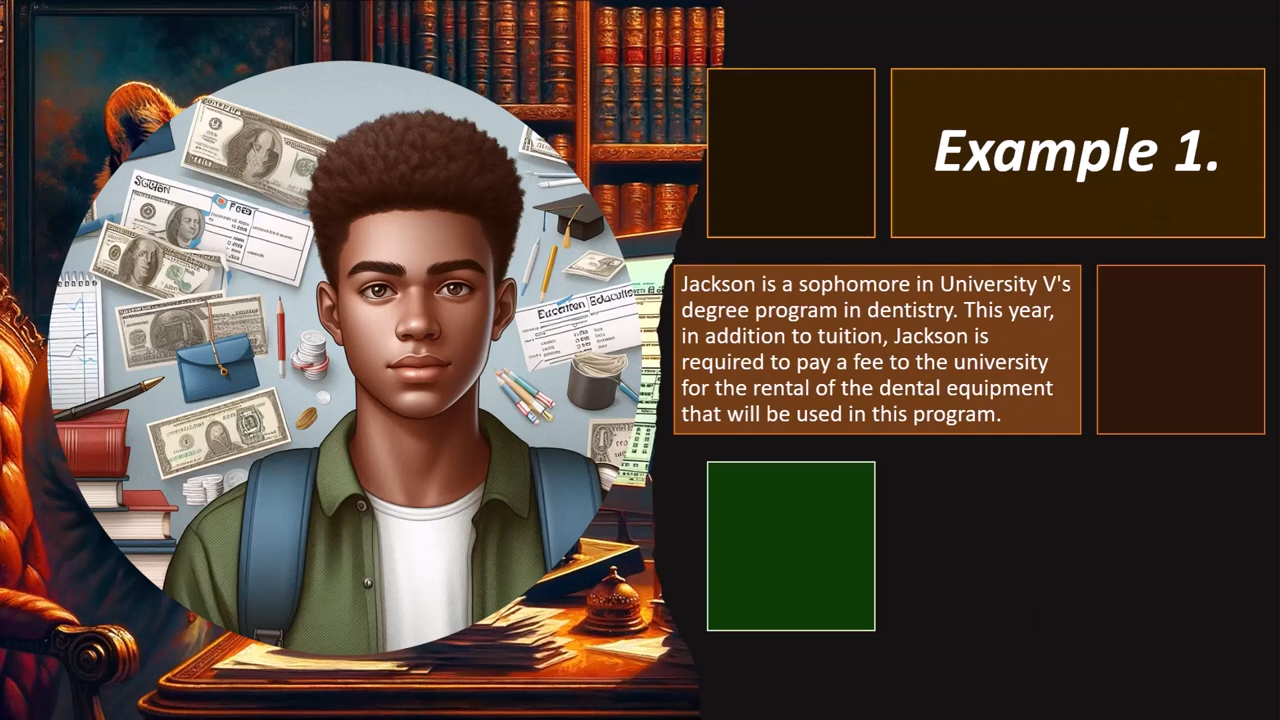 Example 1.
Jackson is a sophomore in University V's
degree program in dentistry. This year,
in addition to tuition, Jackson is
required to pay a fee to the university
for the rental of the dental equipment
that will be used in this program.